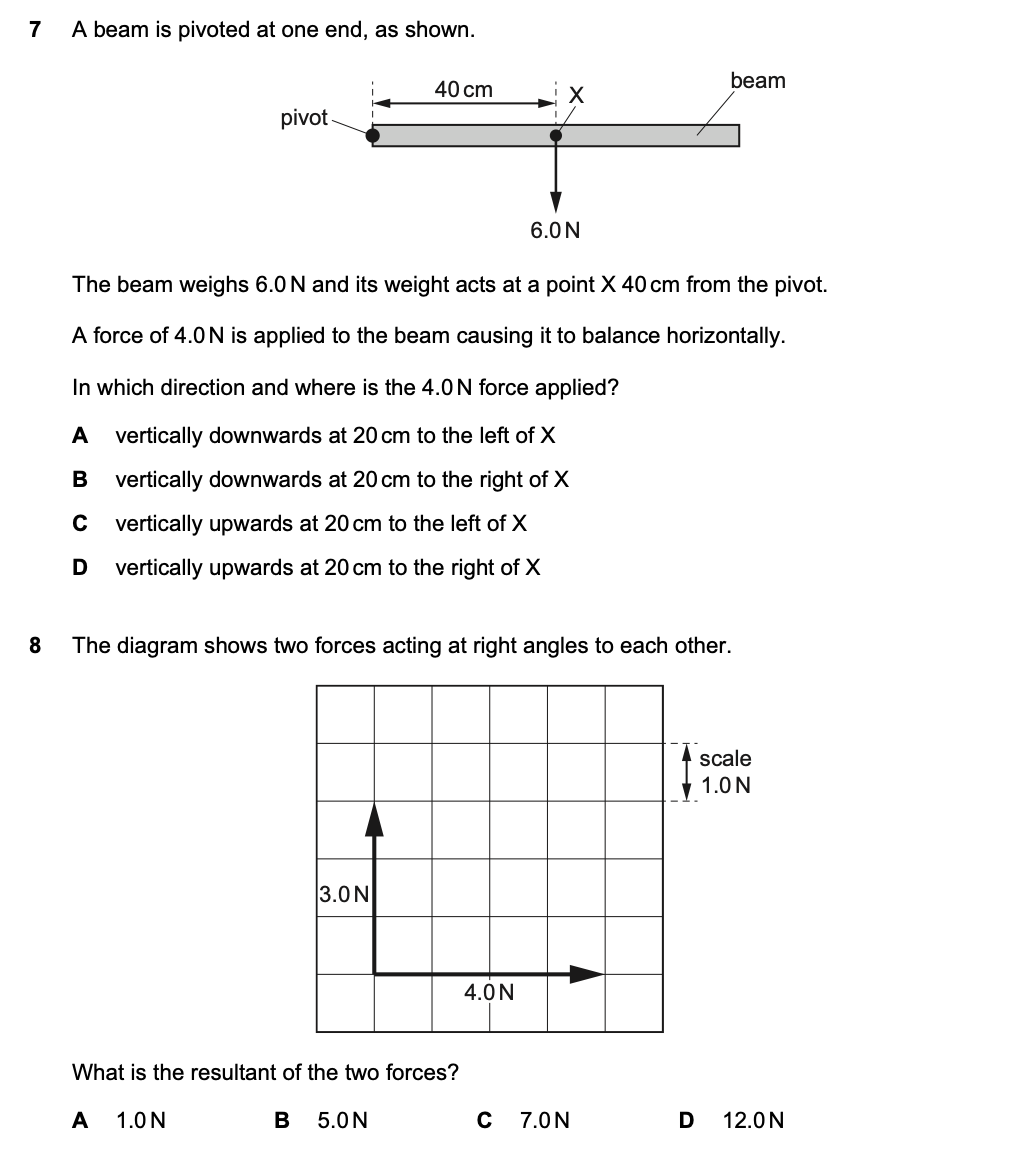 7 A beam is pivoted at one end, as shown.
40 cm
X
beam
pivot
6.0 N
The beam weighs 6.0 N and its weight acts at a point X 40 cm from the pivot.
A force of 4.0 N is applied to the beam causing it to balance horizontally.
In which direction and where is the 4.0 N force applied?
A vertically downwards at 20 cm to the left of X
B vertically downwards at 20 cm to the right of X
C vertically upwards at 20 cm to the left of X
D vertically upwards at 20 cm to the right of X
8 The diagram shows two forces acting at right angles to each other.
scale
1.0 N
3.0 N
4.0 N
What is the resultant of the two forces?
A 1.0 N B 5.0 N C 7.0 N D 12.0 N